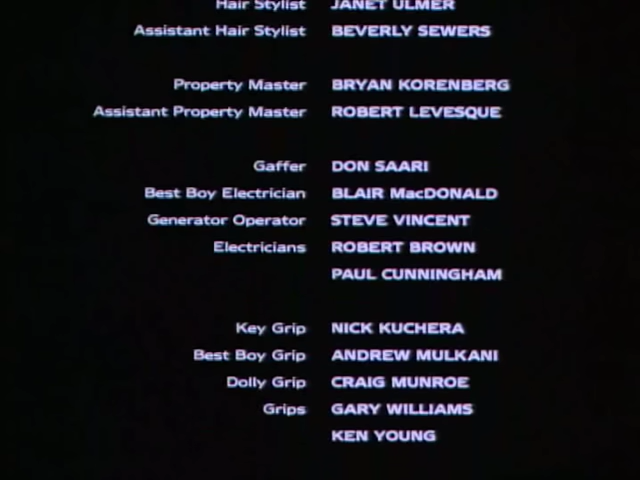 Hair Stylist JANET ULMER
Assistant Hair Stylist BEVERLY SEWERS
Property Master BRYAN KORENBERG
Assistant Property Master ROBERT LEVESQUE
Gaffer DON SAARI
Best Boy Electrician BLAIR MacDONALD
Generator Operator STEVE VINCENT
Electricians ROBERT BROWN
PAUL CUNNINGHAM
Key Grip NICK KUCHERA
Best Boy Grip ANDREW MULKANI
Dolly Grip CRAIG MUNROE
Grips GARY WILLIAMS
KEN YOUNG